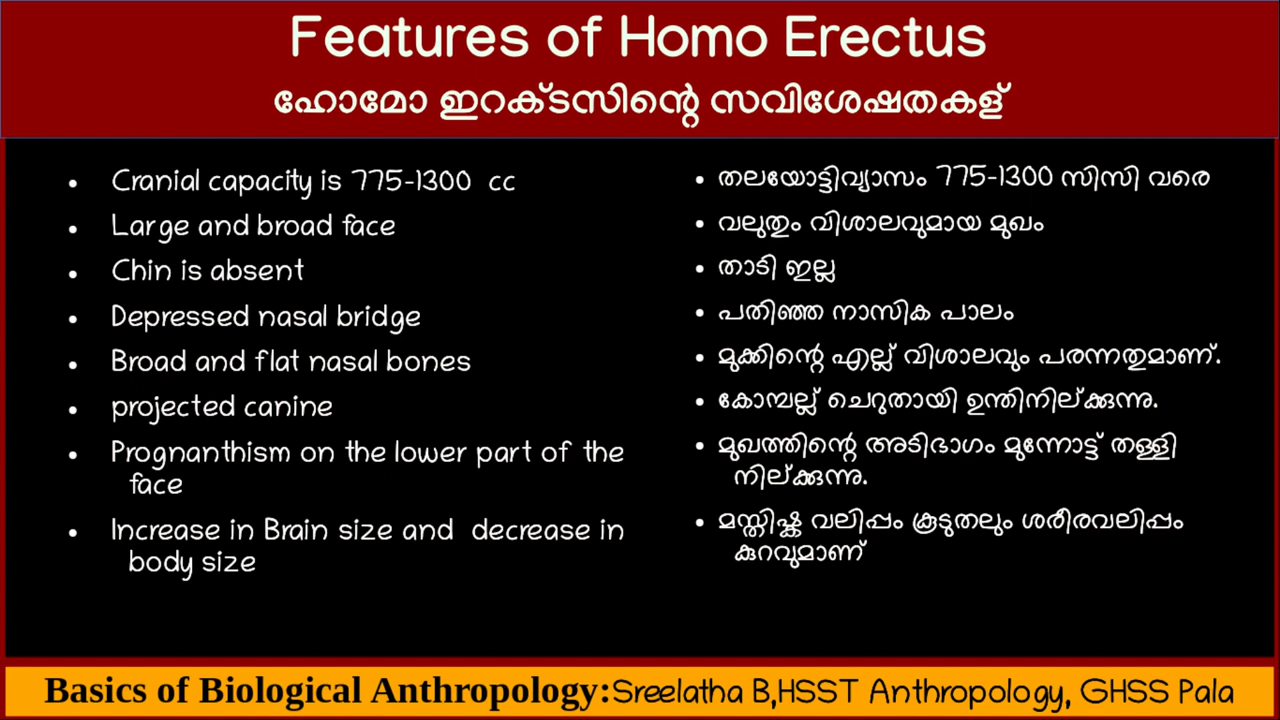 Features of Homo Erectus
ഹോമോ ഇറക്ടസിന്റെ സവിശേഷതകള്
• Cranial capacity is 775-1300 cc
• Large and broad face
• Chin is absent
• Depressed nasal bridge
• Broad and flat nasal bones
• projected canine
• Prognanthism on the lower part of the
face
• Increase in Brain size and decrease in
body size
• തലയോട്ടിവ്യാസം 775-1300 സിസി വരെ
• വലുതും വിശാലവുമായ മുഖം
• താടി ഇല്ല
• പതിഞ്ഞ നാസിക പാലം
• മുക്കിന്റെ എല്ല് വിശാലവും പരന്നതുമാണ്.
• കോമ്പല്ല് ചെറുതായി ഉന്തിനില്ക്കുന്നു.
• മുഖത്തിന്റെ അടിഭാഗം മുന്നോട്ട് തള്ളി
നില്ക്കുന്നു.
• മസ്തിഷ്ക വലിപ്പം കൂടുതലും ശരീരവലിപ്പം
കുറവുമാണ്
Basics of Biological Anthropology:Sreelatha B,HSST Anthropology, GHSS Pala